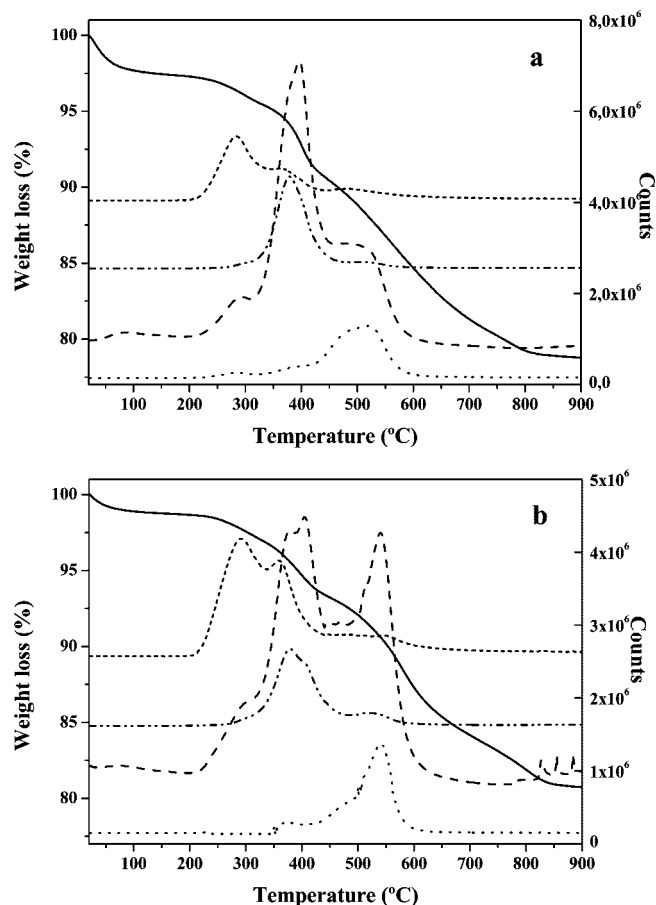 a
100
95
90
85
80
Weight loss (%)
8,0x10⁶
6,0x10⁶
4,0x10⁶
2,0x10⁶
0,0
Counts
100 200 300 400 500 600 700 800 900
Temperature (ºC)
b
100
95
90
85
80
Weight loss (%)
5x10⁶
4x10⁶
3x10⁶
2x10⁶
1x10⁶
0
Counts
100 200 300 400 500 600 700 800 900
Temperature (ºC)